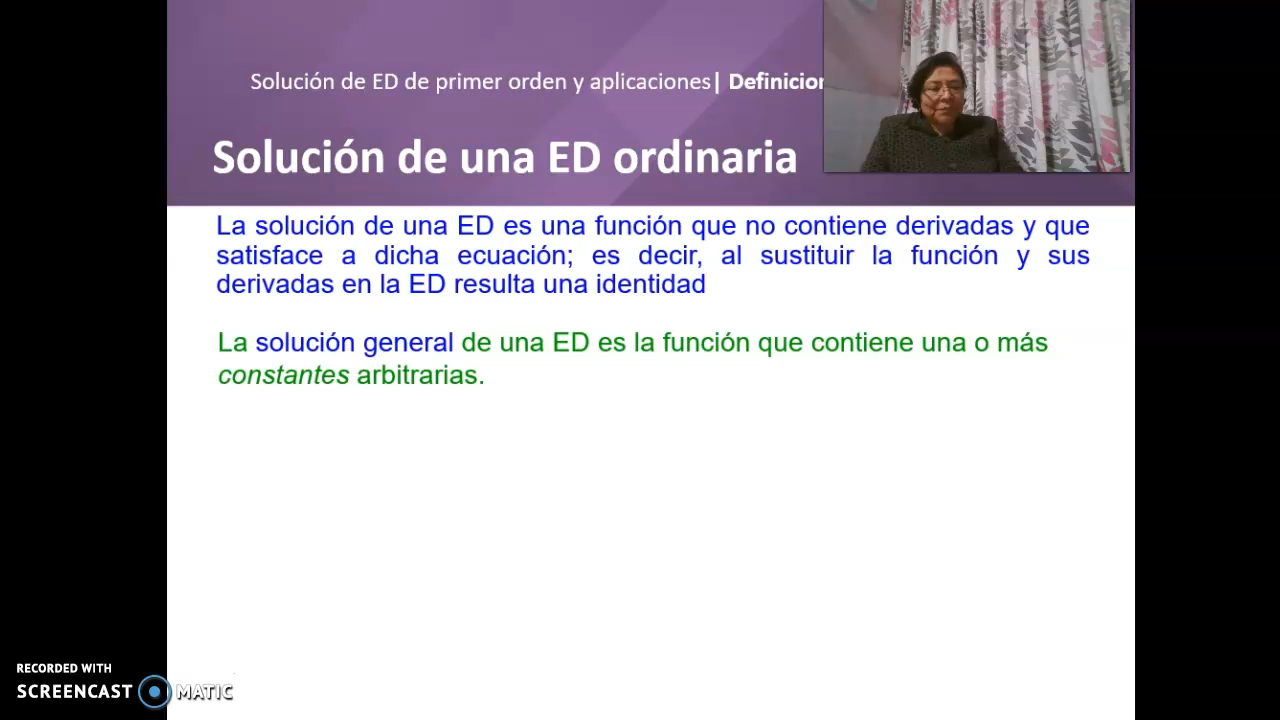 Solución de ED de primer orden y aplicaciones| Definicion
Solución de una ED ordinaria
La solución de una ED es una función que no contiene derivadas y que
satisface a dicha ecuación; es decir, al sustituir la función y sus
derivadas en la ED resulta una identidad
La solución general de una ED es la función que contiene una o más
constantes arbitrarias.
RECORDED WITH
SCREENCAST MATIC